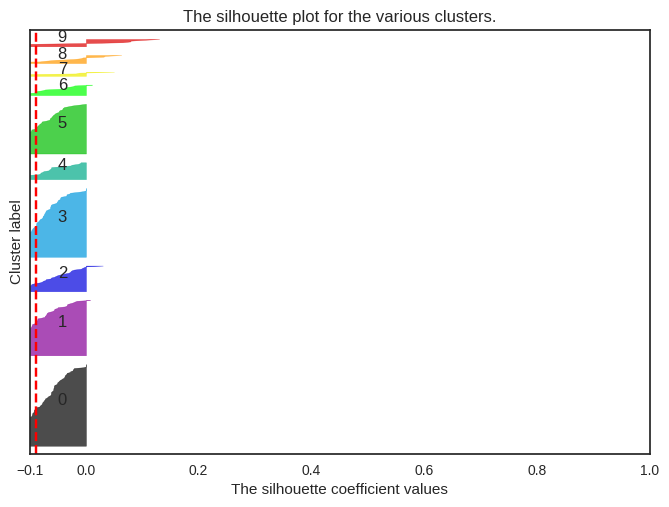 The silhouette plot for the various clusters.
9
8
7
6
5
4
3
2
1
0
Cluster label
−0.1 0.0 0.2 0.4 0.6 0.8 1.0
The silhouette coefficient values